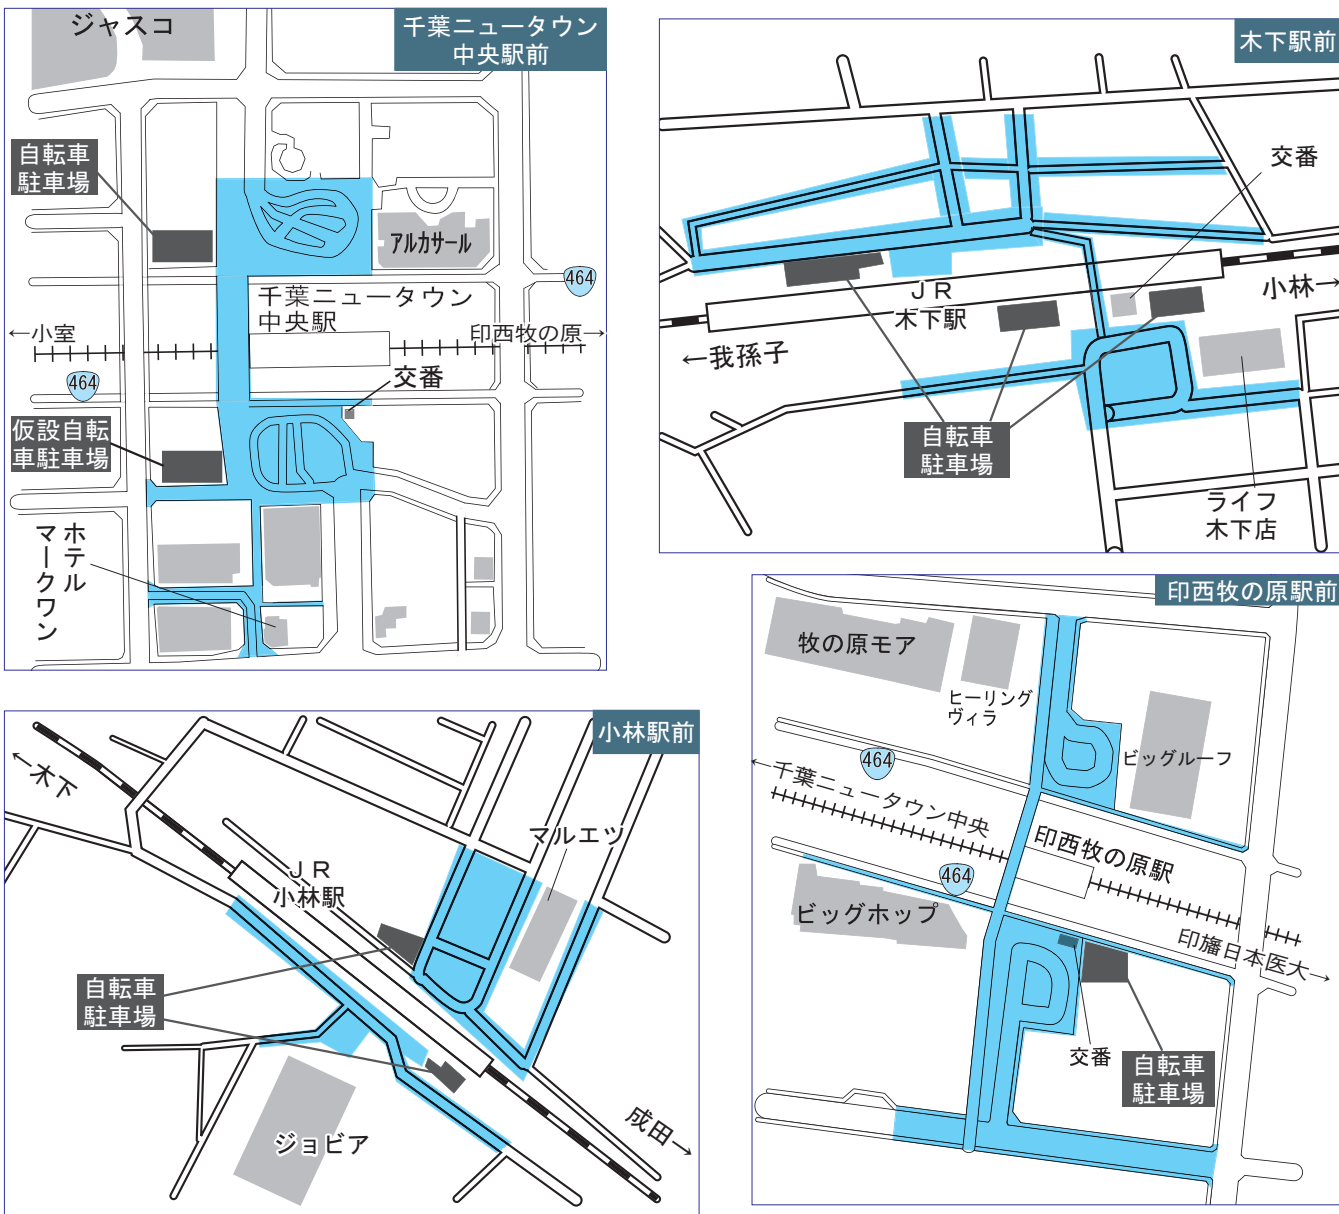 ジャスコ
千葉ニュータウン
中央駅前
自転車
駐車場
アルカサール
464
千葉ニュータウン
中央駅
←小室
印西牧の原→
464
交番
仮設自転
車駐車場
ホテル
マークワン
木下駅前
交番
JR
木下駅
小林→
←我孫子
自転車
駐車場
ライフ
木下店
小林駅前
←木下
マルエツ
JR
小林駅
自転車
駐車場
ジョビア
成田→
印西牧の原駅前
牧の原モア
ヒーリング
ヴィラ
ビッグルーフ
464
←千葉ニュータウン中央
印西牧の原駅
464
ビッグホップ
印旛日本医大→
交番
自転車
駐車場